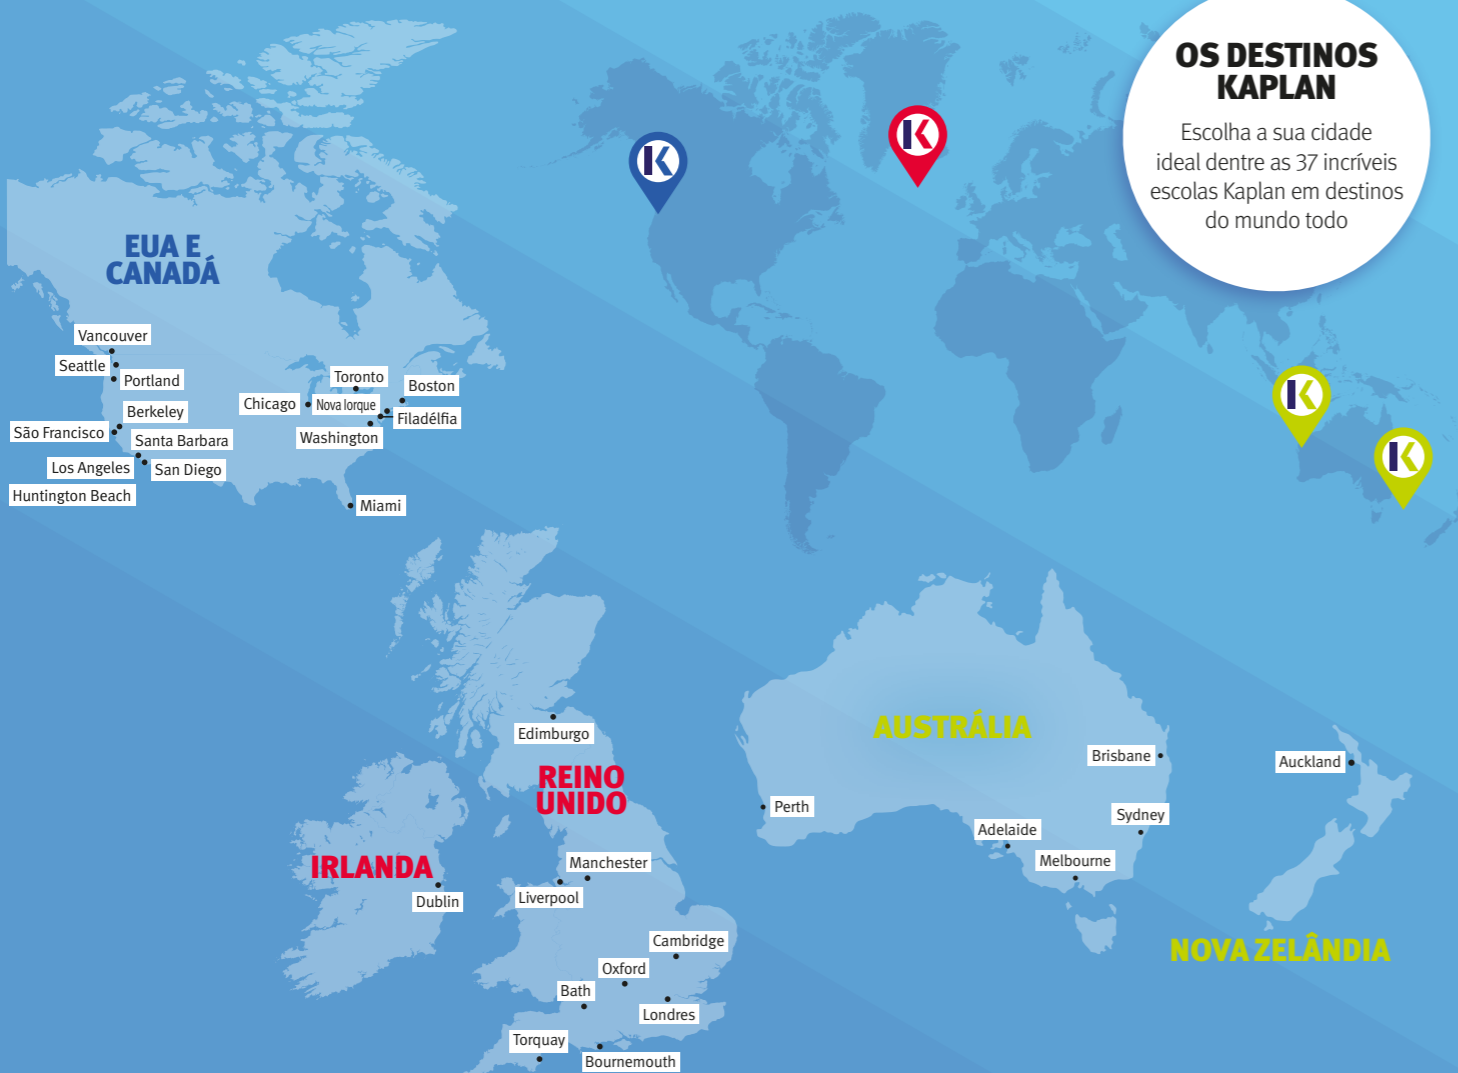 OS DESTINOS
KAPLAN
Escolha a sua cidade
ideal dentre as 37 incríveis
escolas Kaplan em destinos
do mundo todo
K
K
K
K
EUA E
CANADÁ
Vancouver
Seattle
Portland
Berkeley
São Francisco
Santa Barbara
Los Angeles
San Diego
Huntington Beach
Toronto
Boston
Chicago
Nova Iorque
Filadélfia
Washington
Miami
Edimburgo
REINO
UNIDO
IRLANDA
Dublin
Manchester
Liverpool
Cambridge
Oxford
Bath
Londres
Torquay
Bournemouth
AUSTRÁLIA
Brisbane
Perth
Sydney
Adelaide
Melbourne
Auckland
NOVA ZELÂNDIA